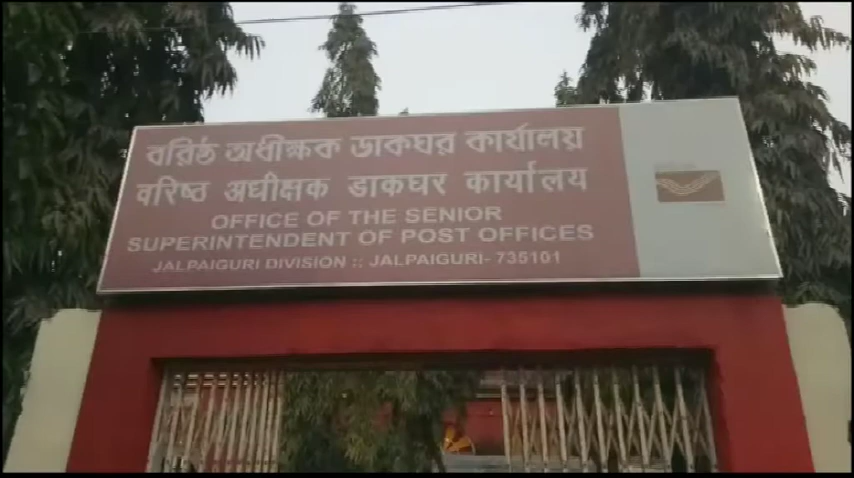 বরিষ্ঠ অধীক্ষক ডাকঘর কার্যালয়
वरिष्ठ अधीक्षक डाकघर कार्यालय
OFFICE OF THE SENIOR
SUPERINTENDENT OF POST OFFICES
JALPAIGURI DIVISION :: JALPAIGURI- 735101